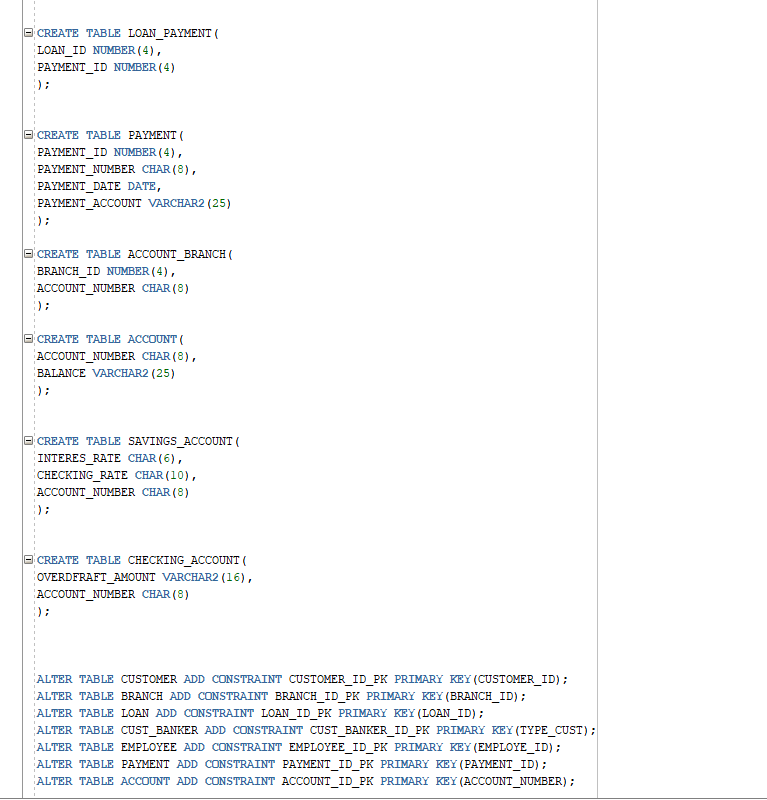 CREATE TABLE LOAN_PAYMENT(
LOAN_ID NUMBER(4),
PAYMENT_ID NUMBER(4)
);
CREATE TABLE PAYMENT(
PAYMENT_ID NUMBER(4),
PAYMENT_NUMBER CHAR(8),
PAYMENT_DATE DATE,
PAYMENT_ACCOUNT VARCHAR2(25)
);
CREATE TABLE ACCOUNT_BRANCH(
BRANCH_ID NUMBER(4),
ACCOUNT_NUMBER CHAR(8)
);
CREATE TABLE ACCOUNT(
ACCOUNT_NUMBER CHAR(8),
BALANCE VARCHAR2(25)
);
CREATE TABLE SAVINGS_ACCOUNT(
INTERES_RATE CHAR(6),
CHECKING_RATE CHAR(10),
ACCOUNT_NUMBER CHAR(8)
);
CREATE TABLE CHECKING_ACCOUNT(
OVERDFRAFT_AMOUNT VARCHAR2(16),
ACCOUNT_NUMBER CHAR(8)
);
ALTER TABLE CUSTOMER ADD CONSTRAINT CUSTOMER_ID_PK PRIMARY KEY(CUSTOMER_ID);
ALTER TABLE BRANCH ADD CONSTRAINT BRANCH_ID_PK PRIMARY KEY(BRANCH_ID);
ALTER TABLE LOAN ADD CONSTRAINT LOAN_ID_PK PRIMARY KEY(LOAN_ID);
ALTER TABLE CUST_BANKER ADD CONSTRAINT CUST_BANKER_ID_PK PRIMARY KEY(TYPE_CUST);
ALTER TABLE EMPLOYEE ADD CONSTRAINT EMPLOYEE_ID_PK PRIMARY KEY(EMPLOYE_ID);
ALTER TABLE PAYMENT ADD CONSTRAINT PAYMENT_ID_PK PRIMARY KEY(PAYMENT_ID);
ALTER TABLE ACCOUNT ADD CONSTRAINT ACCOUNT_ID_PK PRIMARY KEY(ACCOUNT_NUMBER);